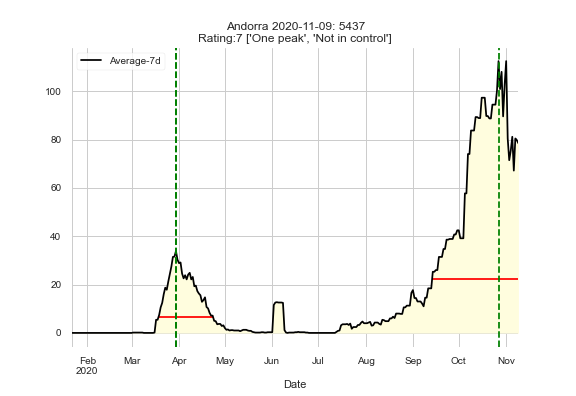 Andorra 2020-11-09: 5437
Rating:7 ['One peak', 'Not in control']
Average-7d
100
80
60
40
20
0
Feb Mar Apr May Jun Jul Aug Sep Oct Nov
2020
Date